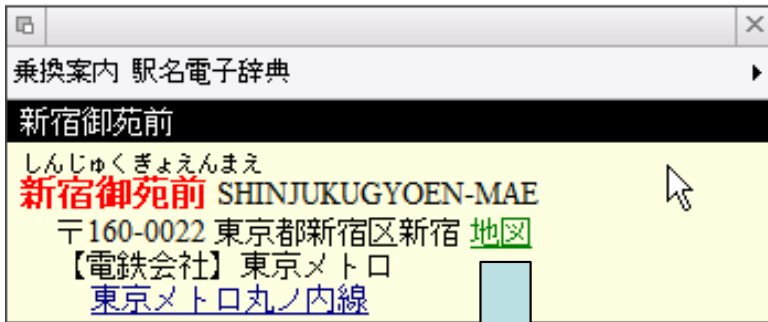 乗換案内 駅名電子辞典
新宿御苑前
しんじゅくぎょえんまえ
新宿御苑前 SHINJUKUGYOEN-MAE
〒160-0022 東京都新宿区新宿 地図
【電鉄会社】東京メトロ
東京メトロ丸ノ内線